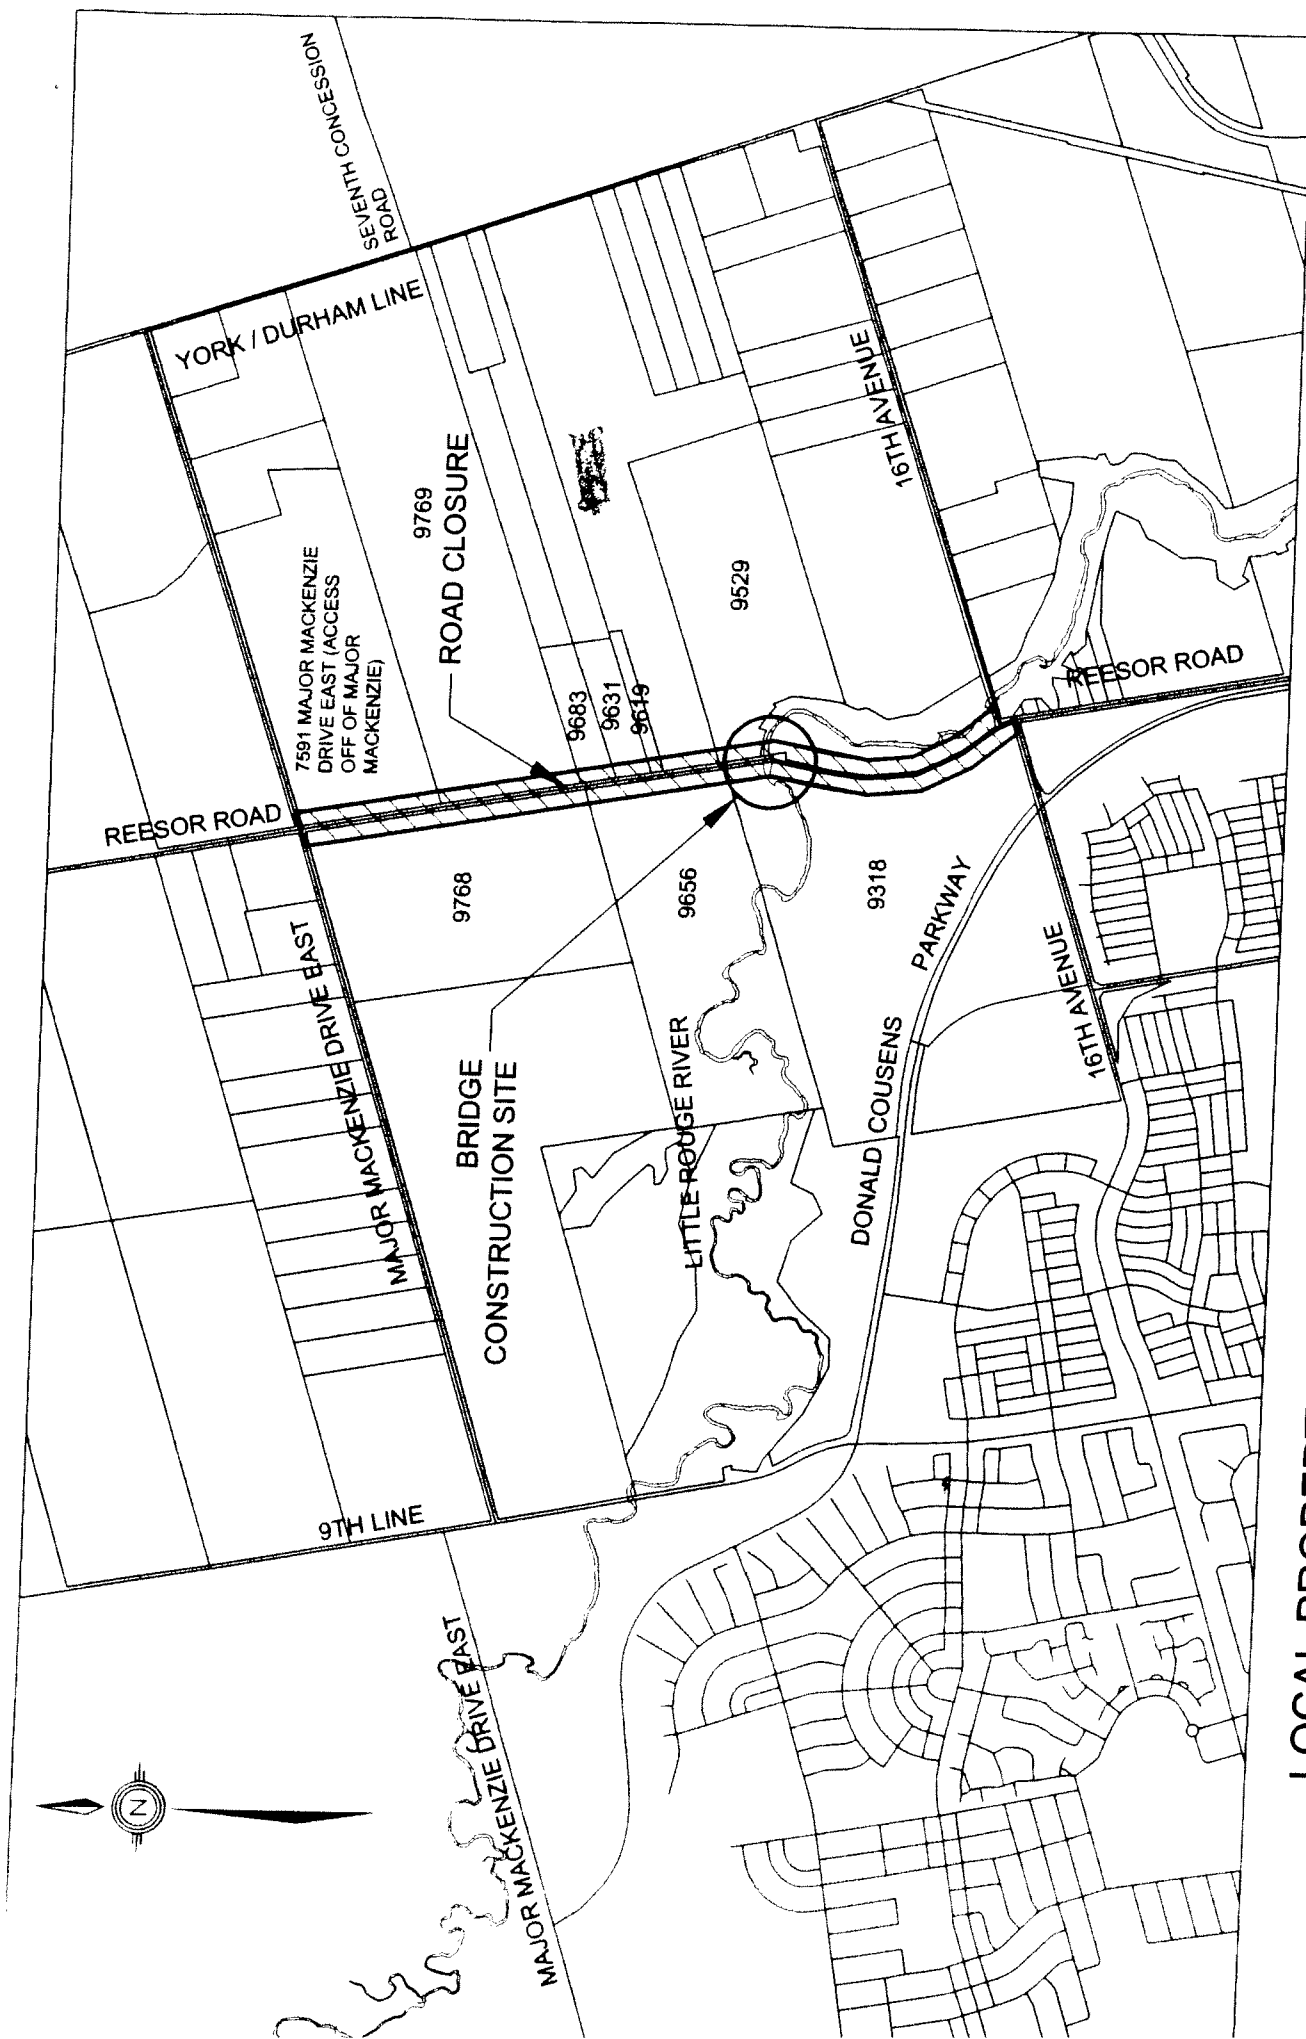 SEVENTH CONCESSION
ROAD
YORK / DURHAM LINE
7591 MAJOR MACKENZIE
DRIVE EAST (ACCESS
OFF OF MAJOR
MACKENZIE)
9769
ROAD CLOSURE
16TH AVENUE
9529
9683
9631
9619
REESOR ROAD
REESOR ROAD
9768
9656
9318
PARKWAY
MAJOR MACKENZIE DRIVE EAST
BRIDGE
CONSTRUCTION SITE
LITTLE ROUGE RIVER
DONALD COUSENS
16TH AVENUE
9TH LINE
MAJOR MACKENZIE DRIVE EAST
N
LOCAL